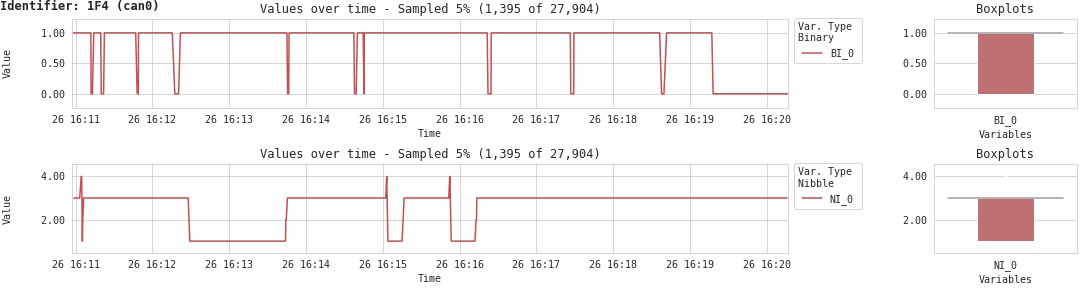 Identifier: 1F4 (can0)
Values over time - Sampled 5% (1,395 of 27,904)
Value
1.00
0.50
0.00
26 16:11 26 16:12 26 16:13 26 16:14 26 16:15 26 16:16 26 16:17 26 16:18 26 16:19 26 16:20
Time
Var. Type
Binary
BI_0
Boxplots
1.00
0.50
0.00
BI_0
Variables
Values over time - Sampled 5% (1,395 of 27,904)
Value
4.00
2.00
26 16:11 26 16:12 26 16:13 26 16:14 26 16:15 26 16:16 26 16:17 26 16:18 26 16:19 26 16:20
Time
Var. Type
Nibble
NI_0
Boxplots
4.00
2.00
NI_0
Variables